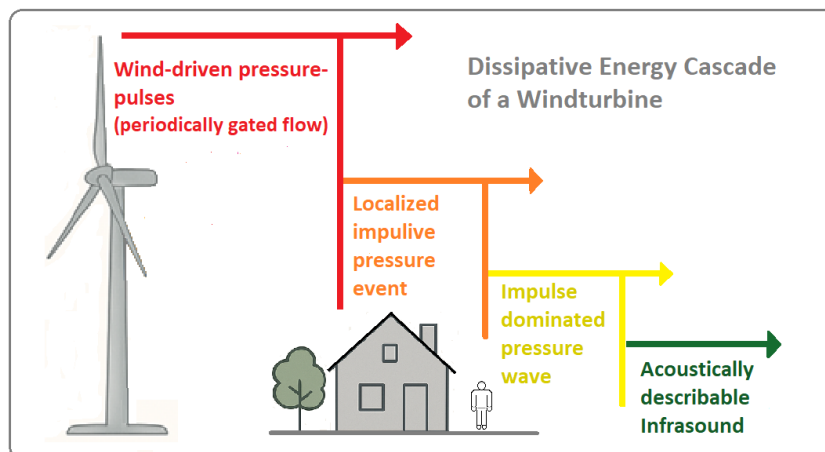 Wind-driven pressure-
pulses
(periodically gated flow)
Dissipative Energy Cascade
of a Windturbine
Localized
impulive
pressure
event
Impulse
dominated
pressure
wave
Acoustically
describable
Infrasound